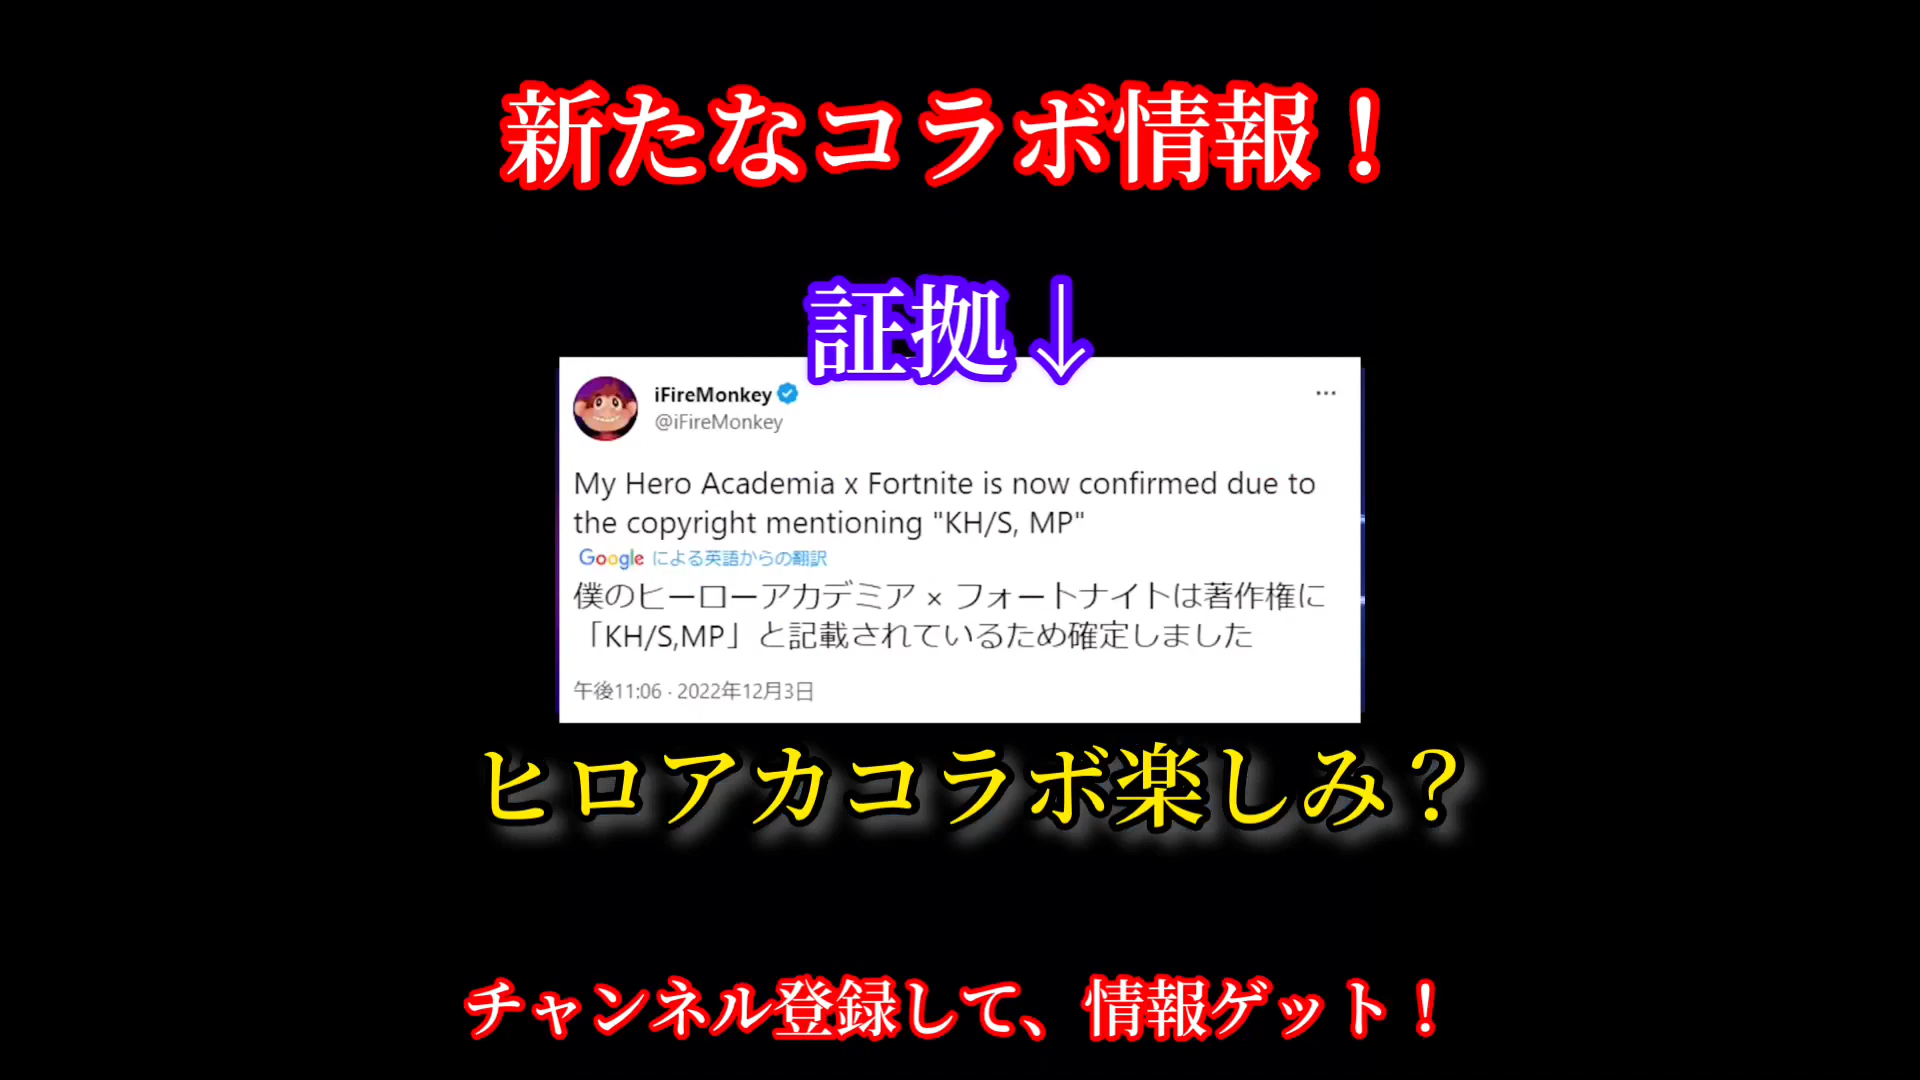 新たなコラボ情報！
証拠↓
iFireMonkey
@iFireMonkey
My Hero Academia x Fortnite is now confirmed due to
the copyright mentioning "KH/S, MP"
Google による英語からの翻訳
僕のヒーローアカデミア × フォートナイトは著作権に
「KH/S,MP」と記載されているため確定しました
午後11:06 · 2022年12月3日
ヒロアカコラボ楽しみ？
チャンネル登録して、情報ゲット！